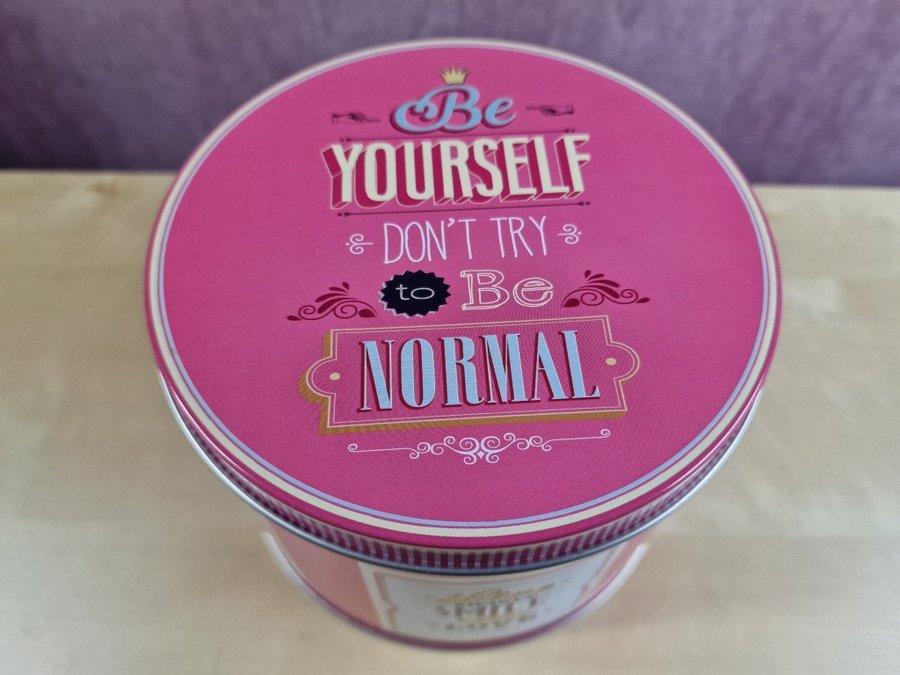 Be
YOURSELF
DON'T TRY
to Be
NORMAL